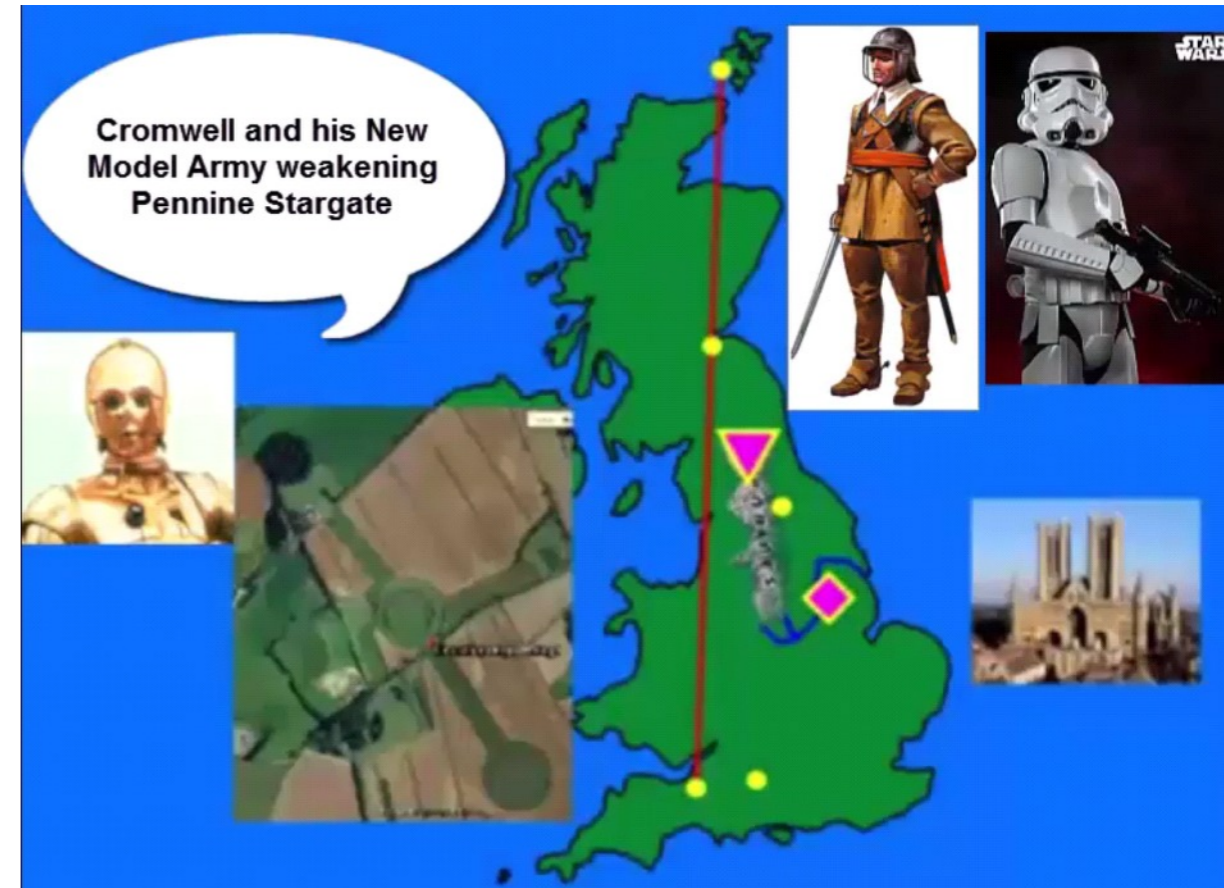 Cromwell and his New
Model Army weakening
Pennine Stargate
STAR
WARS